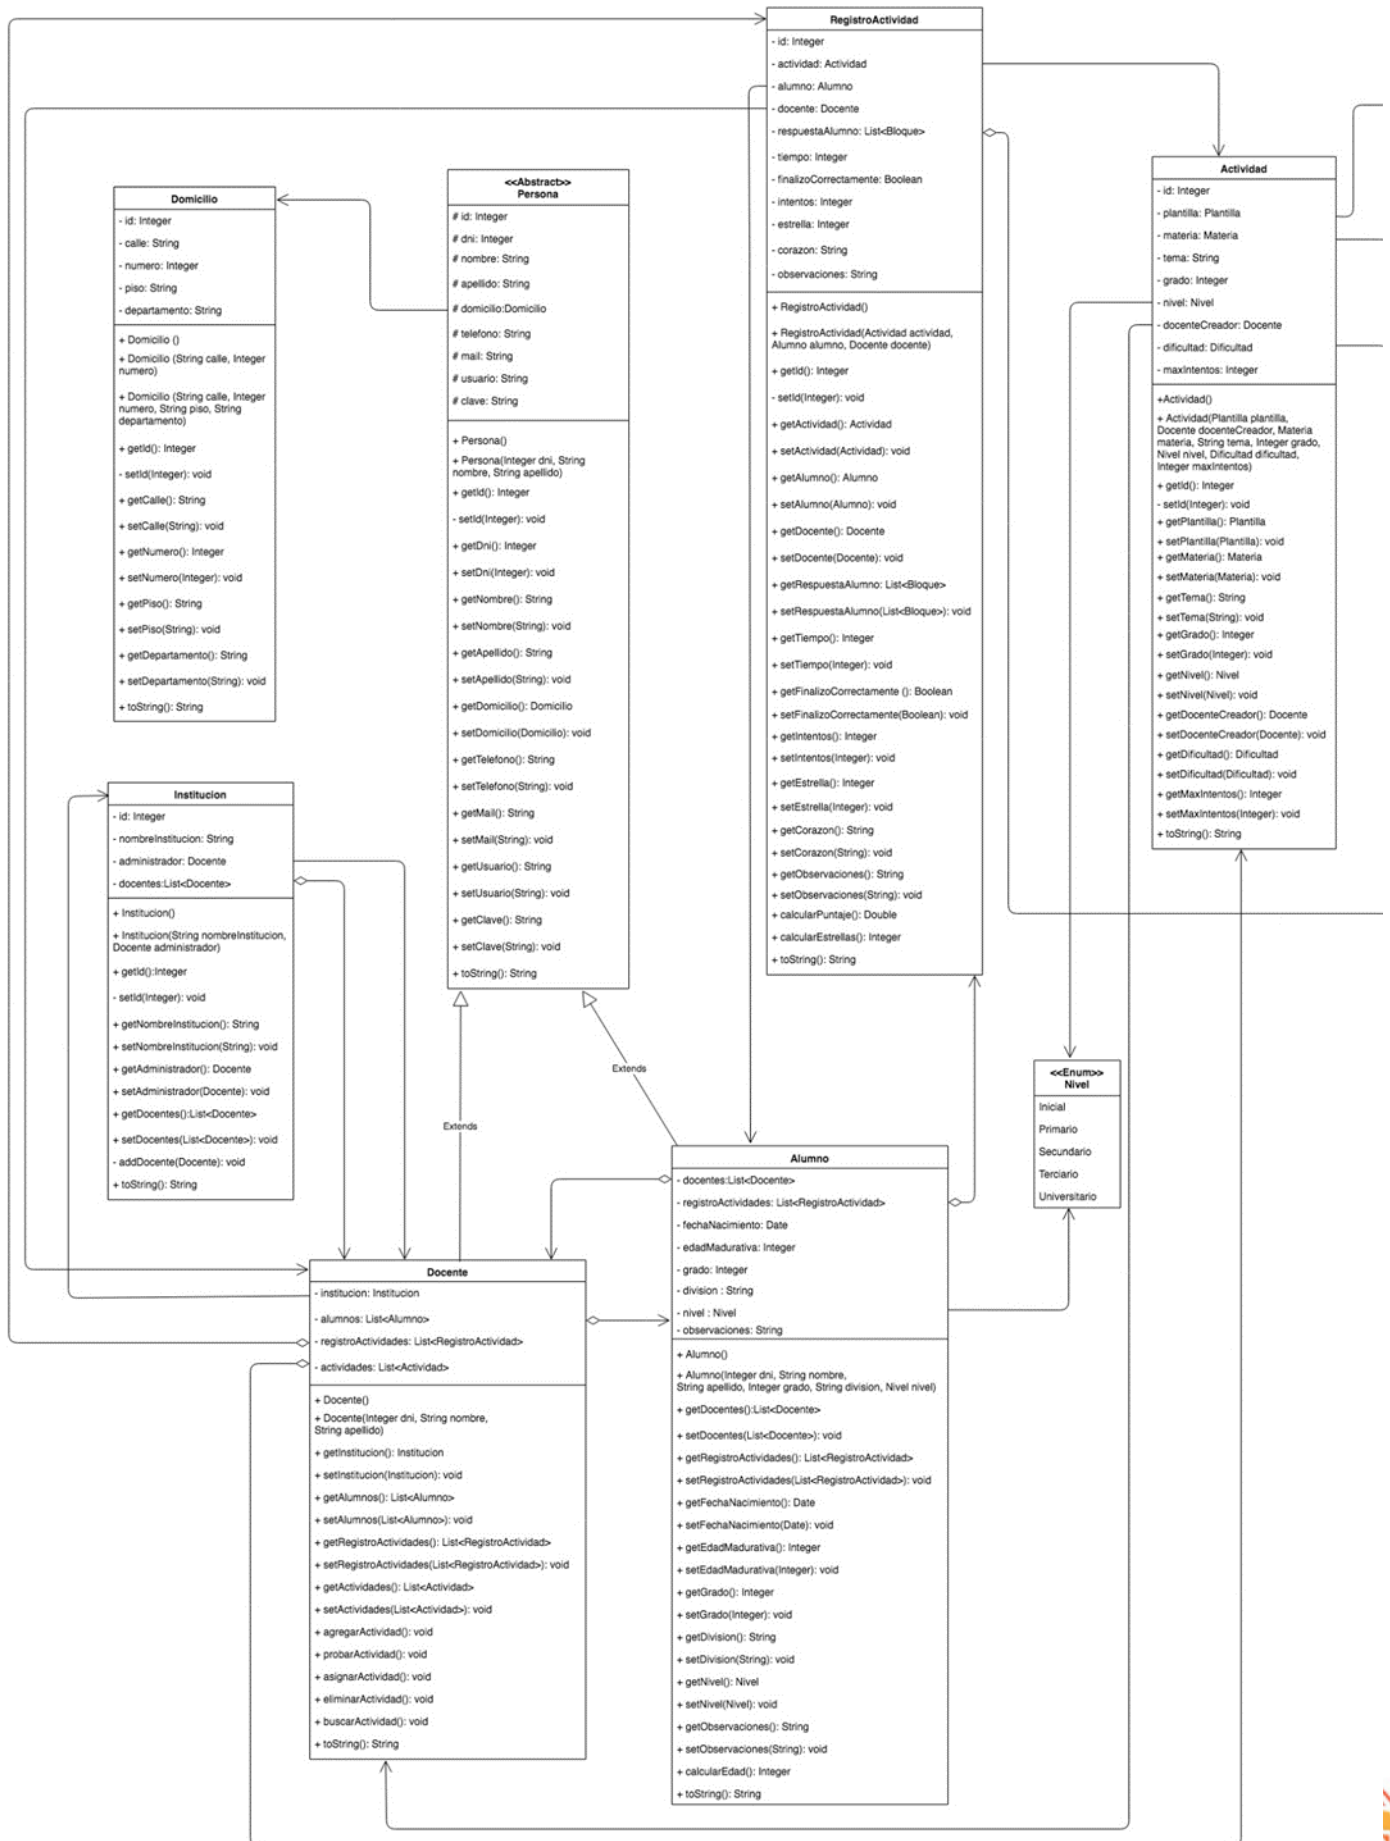 RegistroActividad
- id: Integer
- actividad: Actividad
- alumno: Alumno
- docente: Docente
- respuestaAlumno: List<Bloque>
- tiempo: Integer
- finalizoCorrectamente: Boolean
- intentos: Integer
- estrella: Integer
- corazon: String
- observaciones: String
+ RegistroActividad()
+ RegistroActividad(Actividad actividad,
Alumno alumno, Docente docente)
+ getId(): Integer
- setId(Integer): void
+ getActividad(): Actividad
+ setActividad(Actividad): void
+ getAlumno(): Alumno
+ setAlumno(Alumno): void
+ getDocente(): Docente
+ setDocente(Docente): void
+ getRespuestaAlumno: List<Bloque>
+ setRespuestaAlumno(List<Bloque>): void
+ getTiempo(): Integer
+ setTiempo(Integer): void
+ getFinalizoCorrectamente (): Boolean
+ setFinalizoCorrectamente(Boolean): void
+ getIntentos(): Integer
+ setIntentos(Integer): void
+ getEstrella(): Integer
+ setEstrella(Integer): void
+ getCorazon(): String
+ setCorazon(String): void
+ getObservaciones(): String
+ setObservaciones(String): void
+ calcularPuntaje(): Double
+ calcularEstrellas(): Integer
+ toString(): String
Actividad
- id: Integer
- plantilla: Plantilla
- materia: Materia
- tema: String
- grado: Integer
- nivel: Nivel
- docenteCreador: Docente
- dificultad: Dificultad
- maxIntentos: Integer
+Actividad()
+ Actividad(Plantilla plantilla,
Docente docenteCreador, Materia
materia, String tema, Integer grado,
Nivel nivel, Dificultad dificultad,
Integer maxIntentos)
+ getId(): Integer
- setId(Integer): void
+ getPlantilla(): Plantilla
+ setPlantilla(Plantilla): void
+ getMateria(): Materia
+ setMateria(Materia): void
+ getTema(): String
+ setTema(String): void
+ getGrado(): Integer
+ setGrado(Integer): void
+ getNivel(): Nivel
+ setNivel(Nivel): void
+ getDocenteCreador(): Docente
+ setDocenteCreador(Docente): void
+ getDificultad(): Dificultad
+ setDificultad(Dificultad): void
+ getMaxIntentos(): Integer
+ setMaxIntentos(Integer): void
+ toString(): String
Domicilio
- id: Integer
- calle: String
- numero: Integer
- piso: String
- departamento: String
+ Domicilio ()
+ Domicilio (String calle, Integer
numero)
+ Domicilio (String calle, Integer
numero, String piso, String
departamento)
+ getId(): Integer
- setId(Integer): void
+ getCalle(): String
+ setCalle(String): void
+ getNumero(): Integer
+ setNumero(Integer): void
+ getPiso(): String
+ setPiso(String): void
+ getDepartamento(): String
+ setDepartamento(String): void
+ toString(): String
<<Abstract>>
Persona
# id: Integer
# dni: Integer
# nombre: String
# apellido: String
# domicilio:Domicilio
# telefono: String
# mail: String
# usuario: String
# clave: String
+ Persona()
+ Persona(Integer dni, String
nombre, String apellido)
+ getId(): Integer
- setId(Integer): void
+ getDni(): Integer
+ setDni(Integer): void
+ getNombre(): String
+ setNombre(String): void
+ getApellido(): String
+ setApellido(String): void
+ getDomicilio(): Domicilio
+ setDomicilio(Domicilio): void
+ getTelefono(): String
+ setTelefono(String): void
+ getMail(): String
+ setMail(String): void
+ getUsuario(): String
+ setUsuario(String): void
+ getClave(): String
+ setClave(String): void
+ toString(): String
Institucion
- id: Integer
- nombreInstitucion: String
- administrador: Docente
- docentes:List<Docente>
+ Institucion()
+ Institucion(String nombreInstitucion,
Docente administrador)
+ getId():Integer
- setId(Integer): void
+ getNombreInstitucion(): String
+ setNombreInstitucion(String): void
+ getAdministrador(): Docente
+ setAdministrador(Docente): void
+ getDocentes():List<Docente>
+ setDocentes(List<Docente>): void
- addDocente(Docente): void
+ toString(): String
Extends
Extends
<<Enum>>
Nivel
Inicial
Primario
Secundario
Terciario
Universitario
Alumno
- docentes:List<Docente>
- registroActividades: List<RegistroActividad>
- fechaNacimiento: Date
- edadMadurativa: Integer
- grado: Integer
- division : String
- nivel : Nivel
- observaciones: String
+ Alumno()
+ Alumno(Integer dni, String nombre,
String apellido, Integer grado, String division, Nivel nivel)
+ getDocentes():List<Docente>
+ setDocentes(List<Docente>): void
+ getRegistroActividades(): List<RegistroActividad>
+ setRegistroActividades(List<RegistroActividad>): void
+ getFechaNacimiento(): Date
+ setFechaNacimiento(Date): void
+ getEdadMadurativa(): Integer
+ setEdadMadurativa(Integer): void
+ getGrado(): Integer
+ setGrado(Integer): void
+ getDivision(): String
+ setDivision(String): void
+ getNivel(): Nivel
+ setNivel(Nivel): void
+ getObservaciones(): String
+ setObservaciones(String): void
+ calcularEdad(): Integer
+ toString(): String
Docente
- institucion: Institucion
- alumnos: List<Alumno>
- registroActividades: List<RegistroActividad>
- actividades: List<Actividad>
+ Docente()
+ Docente(Integer dni, String nombre,
String apellido)
+ getInstitucion(): Institucion
+ setInstitucion(Institucion): void
+ getAlumnos(): List<Alumno>
+ setAlumnos(List<Alumno>): void
+ getRegistroActividades(): List<RegistroActividad>
+ setRegistroActividades(List<RegistroActividad>): void
+ getActividades(): List<Actividad>
+ setActividades(List<Actividad>): void
+ agregarActividad(): void
+ probarActividad(): void
+ asignarActividad(): void
+ eliminarActividad(): void
+ buscarActividad(): void
+ toString(): String